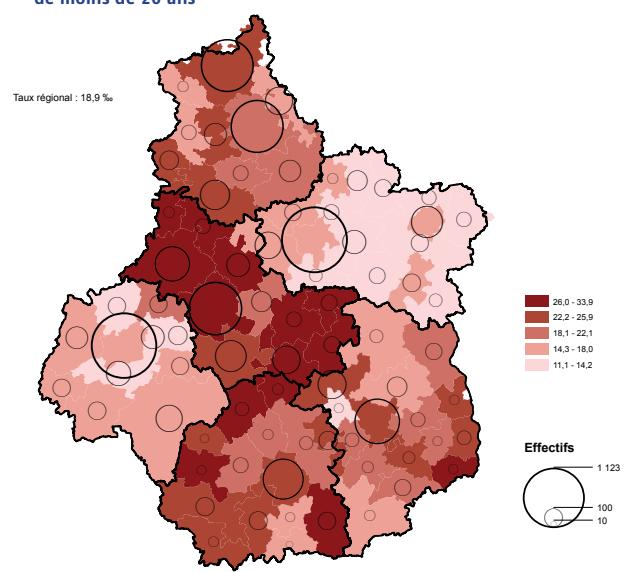 de moins de 20 ans
Taux régional : 18,9 ‰
26,0 - 33,9
22,2 - 25,9
18,1 - 22,1
14,3 - 18,0
11,1 - 14,2
Effectifs
1 123
100
10